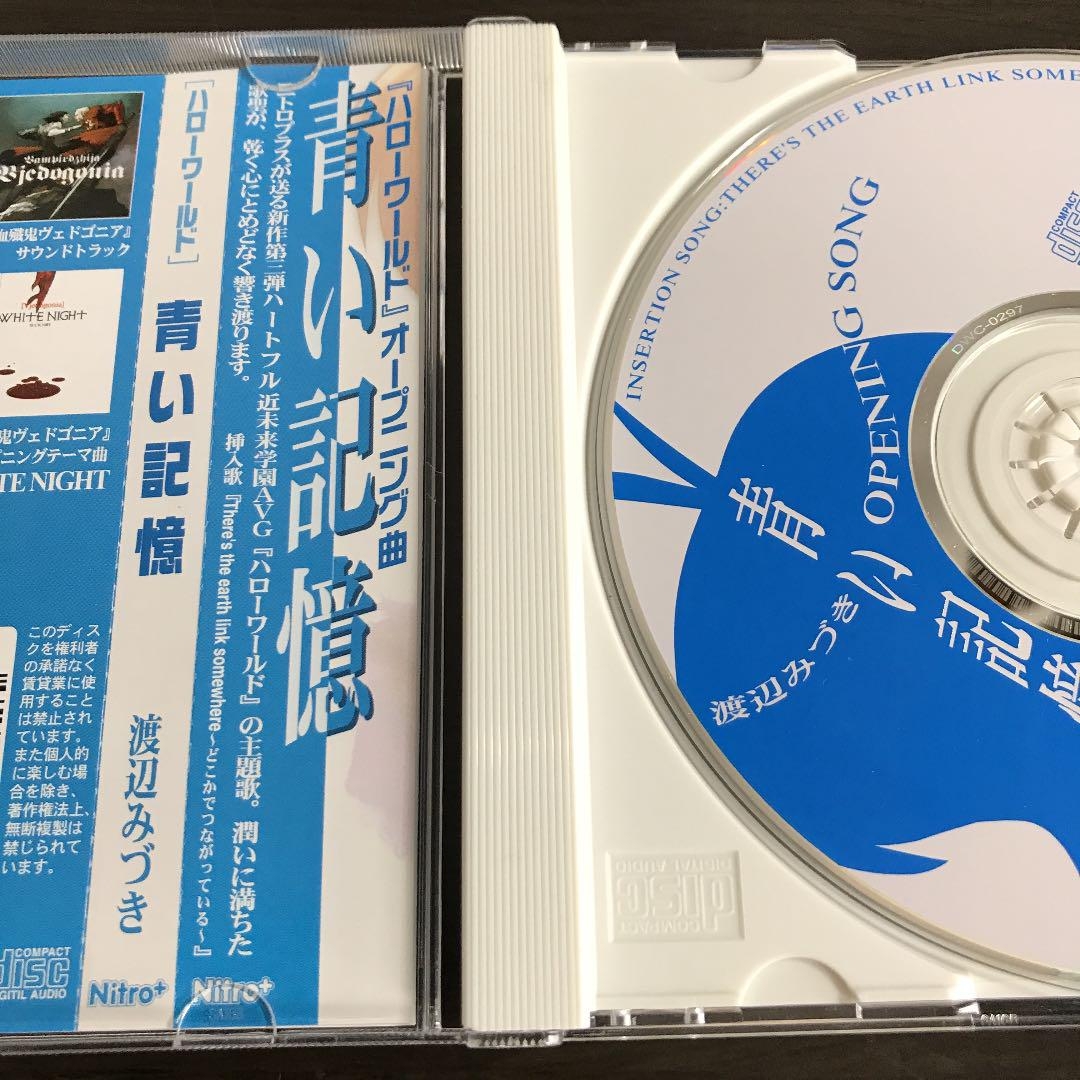 『ハローワールド』オープニング曲
青い記憶
『ニトロプラスが送る新作第三弾ハートフル近未来学園AVG『ハローワールド』の主題歌。潤いに満ちた
歌聖が、乾く心にとめどなく響き渡ります。
挿入歌『There's the earth link somewhere～どこかでつながっている～』
Nitro+
[ハローワールド] 青い記憶 渡辺みづき
Nitro+
Vampirdzhija
Vjedogonia
血殲鬼ヴェドゴニア』
サウンドトラック
[Vjedogonia]
WHITE NIGHT
鬼ヴェドゴニア』
ニングテーマ曲
ITE NIGHT
このディス
クを権利者
の承諾なく
賃貸業に使
用すること
は禁止され
ています。
また個人的
に楽しむ場
合を除き、
著作権法上、
無断複製は
禁じられて
います。
COMPACT
disc
DIGITAL AUDIO
INSERTION SONG:THERE'S THE EARTH LINK SOME
OPENING SONG
青い記憶
渡辺みづき
DWC-0297
COMPACT
disc
COMPACT
disc
DIGITAL AUDIO